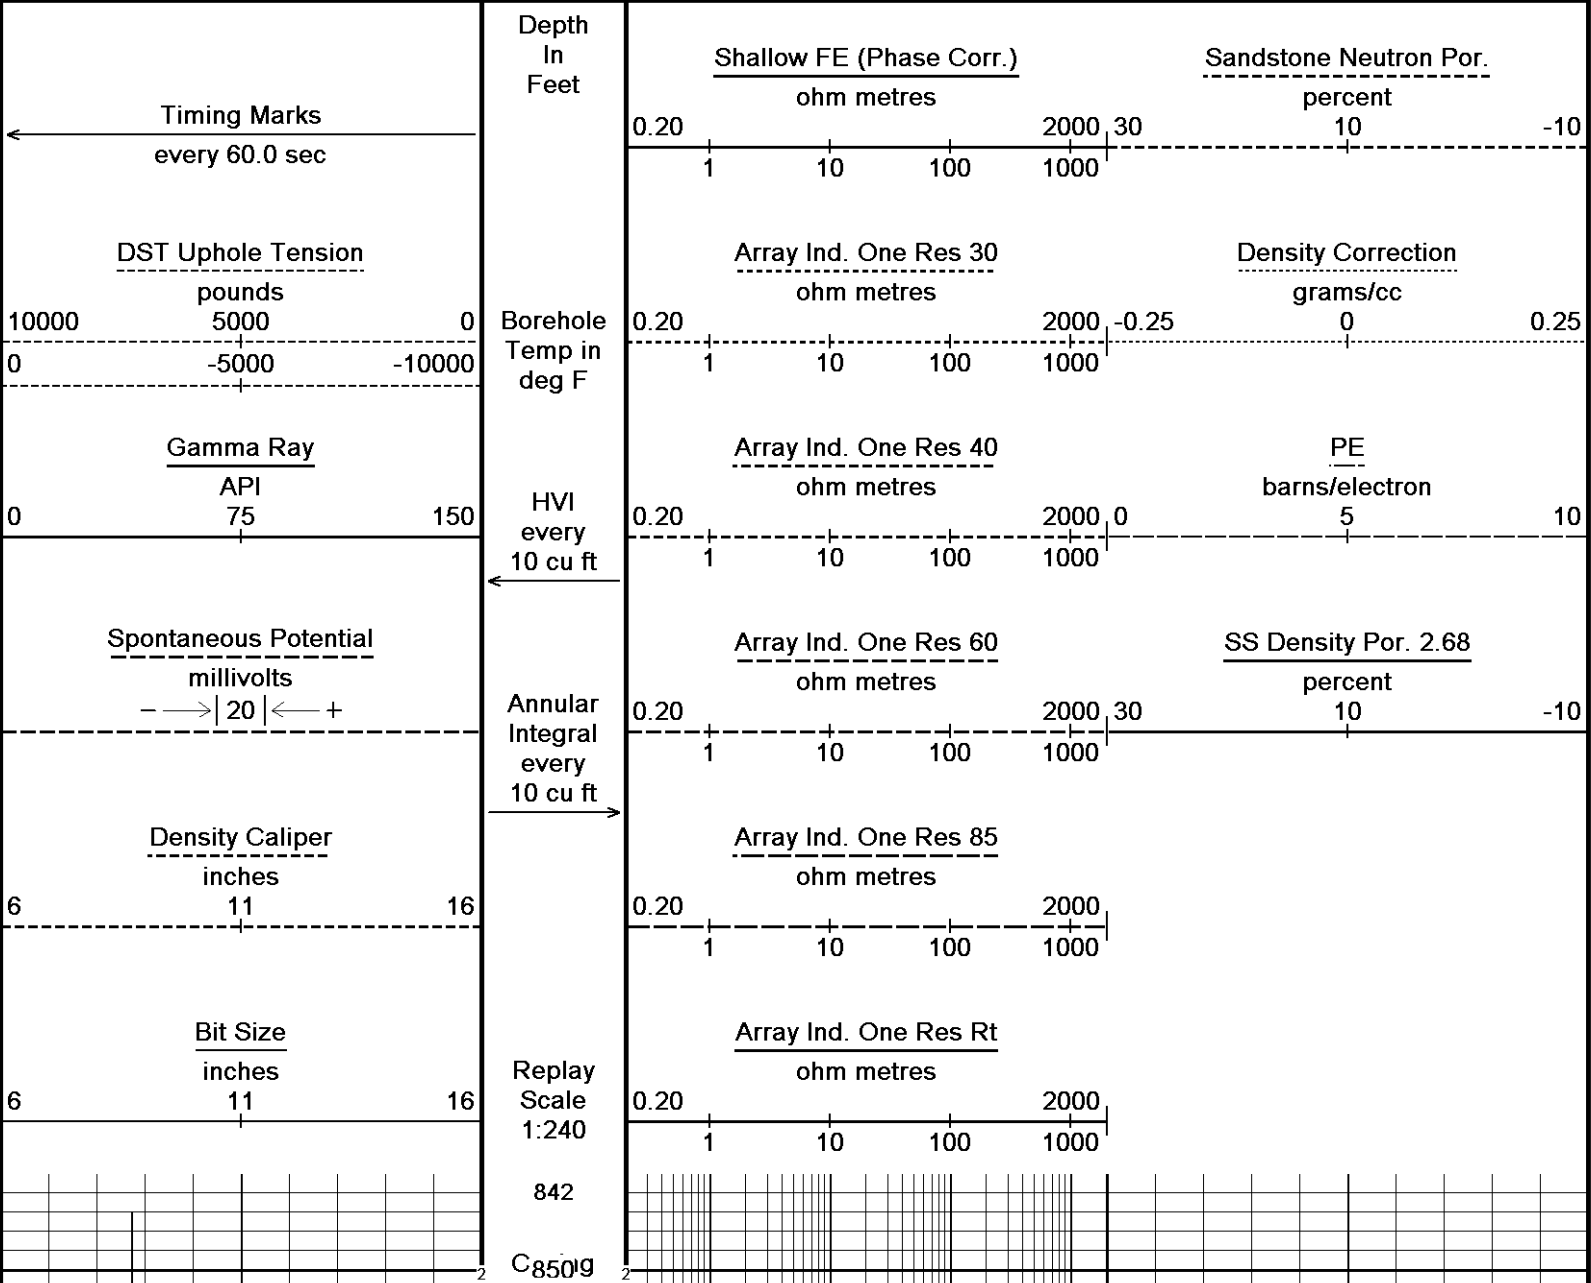 Timing Marks
every 60.0 sec
DST Uphole Tension
pounds
10000 5000 0
0 -5000 -10000
Gamma Ray
API
0 75 150
Spontaneous Potential
millivolts
− →|20|← +
Density Caliper
inches
6 11 16
Bit Size
inches
6 11 16
Depth
In
Feet
Borehole
Temp in
deg F
HVI
every
10 cu ft
Annular
Integral
every
10 cu ft
Replay
Scale
1:240
842
850
2 2
Shallow FE (Phase Corr.)
ohm metres
0.20 2000
1 10 100 1000
Array Ind. One Res 30
ohm metres
0.20 2000
1 10 100 1000
Array Ind. One Res 40
ohm metres
0.20 2000
1 10 100 1000
Array Ind. One Res 60
ohm metres
0.20 2000
1 10 100 1000
Array Ind. One Res 85
ohm metres
0.20 2000
1 10 100 1000
Array Ind. One Res Rt
ohm metres
0.20 2000
1 10 100 1000
Sandstone Neutron Por.
percent
30 10 -10
Density Correction
grams/cc
-0.25 0 0.25
PE
barns/electron
0 5 10
SS Density Por. 2.68
percent
30 10 -10